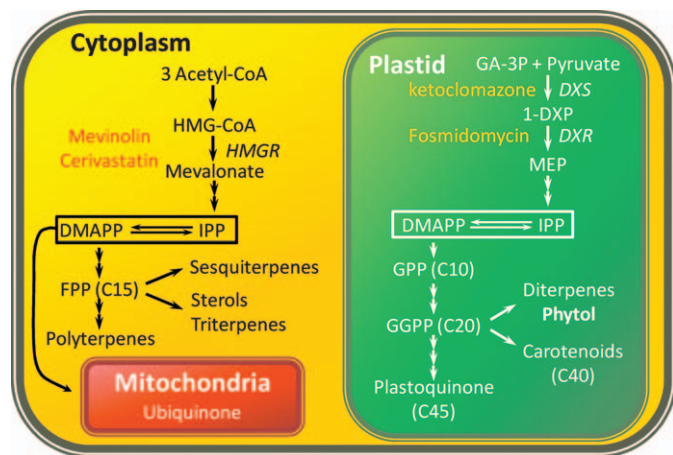 Cytoplasm
3 Acetyl-CoA
HMG-CoA
Mevinolin
Cerivastatin
HMGR
Mevalonate
DMAPP
IPP
FPP (C15)
Sesquiterpenes
Sterols
Triterpenes
Polyterpenes
Mitochondria
Ubiquinone
Plastid
GA-3P + Pyruvate
ketoclomazone
DXS
1-DXP
Fosmidomycin
DXR
MEP
DMAPP
IPP
GPP (C10)
GGPP (C20)
Diterpenes
Phytol
Carotenoids
(C40)
Plastoquinone
(C45)